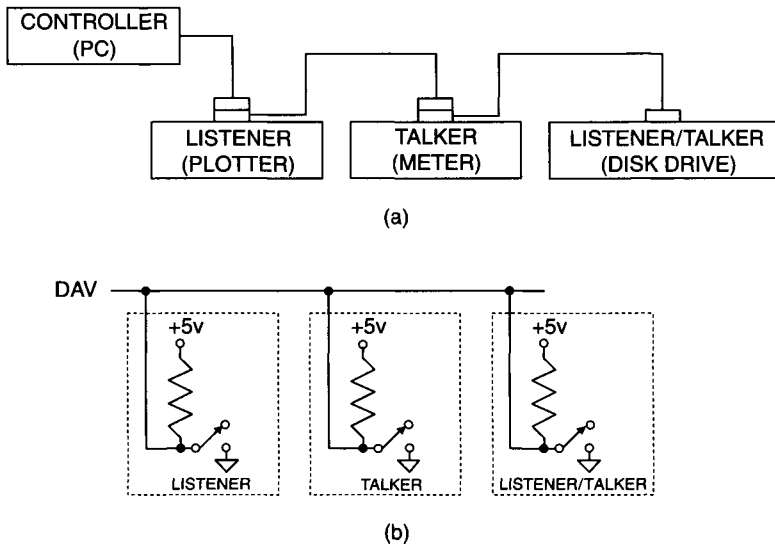 CONTROLLER
(PC)
LISTENER
(PLOTTER)
TALKER
(METER)
LISTENER/TALKER
(DISK DRIVE)
(a)
DAV
+5v
+5v
+5v
LISTENER
TALKER
LISTENER/TALKER
(b)